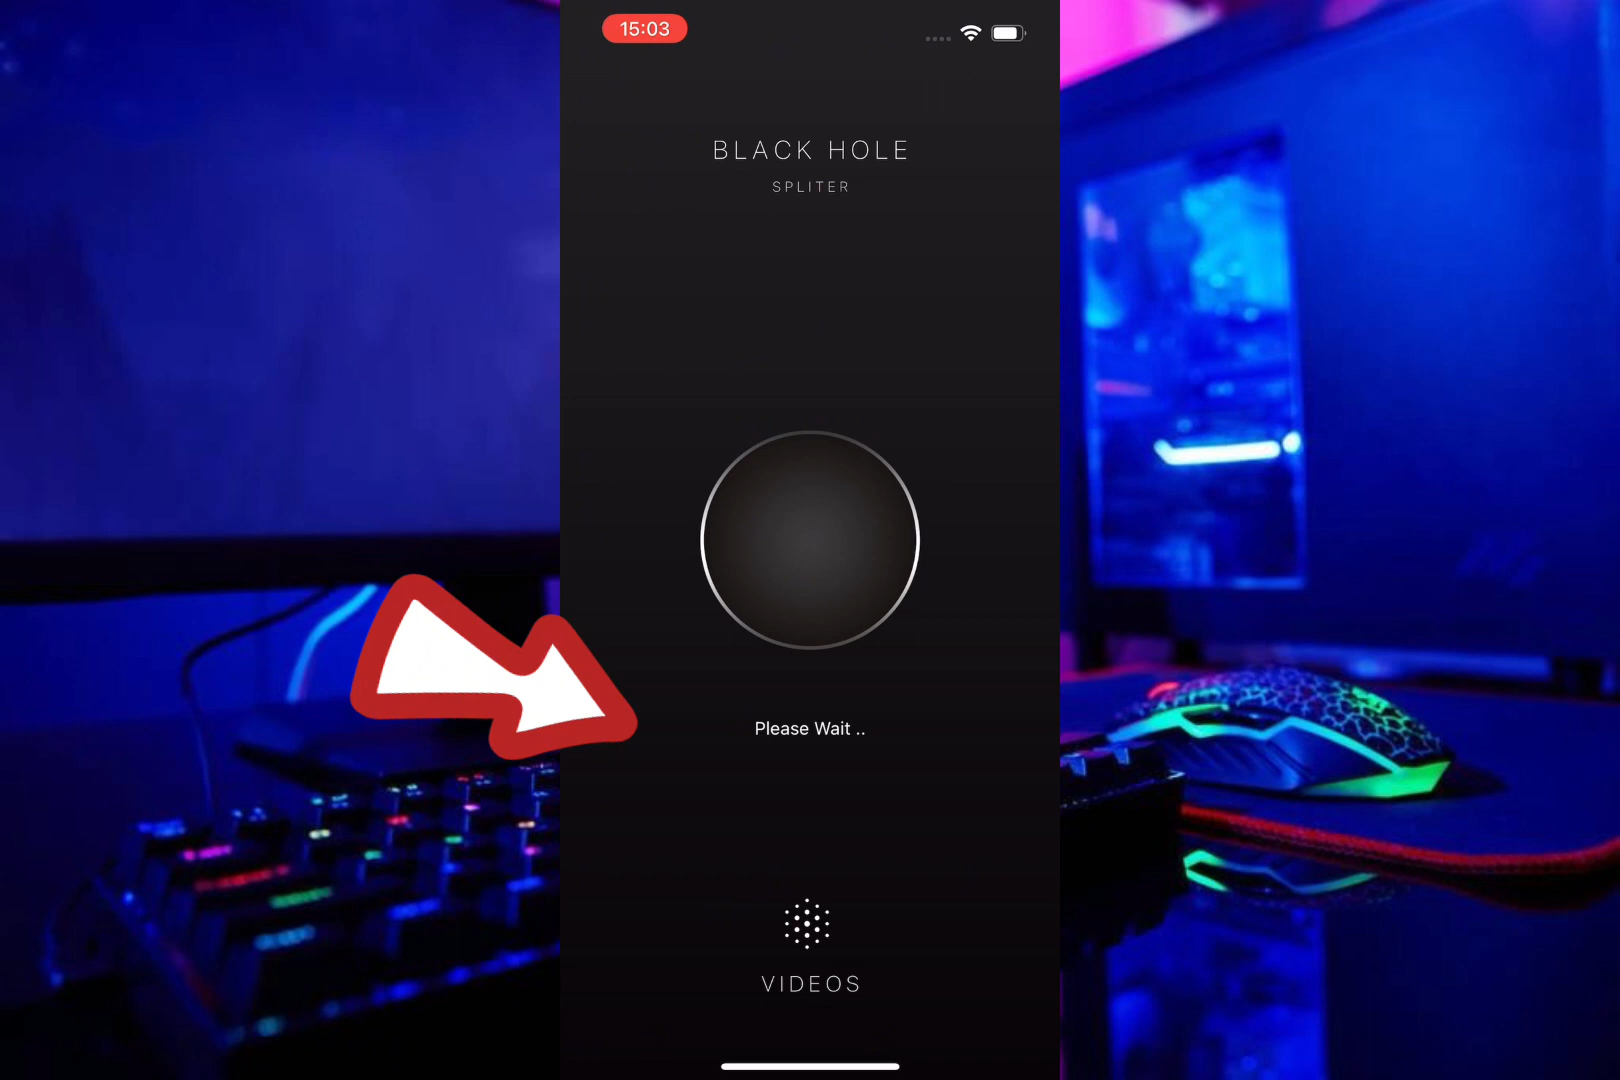 15:03
BLACK HOLE
SPLITER
Please Wait ..
VIDEOS